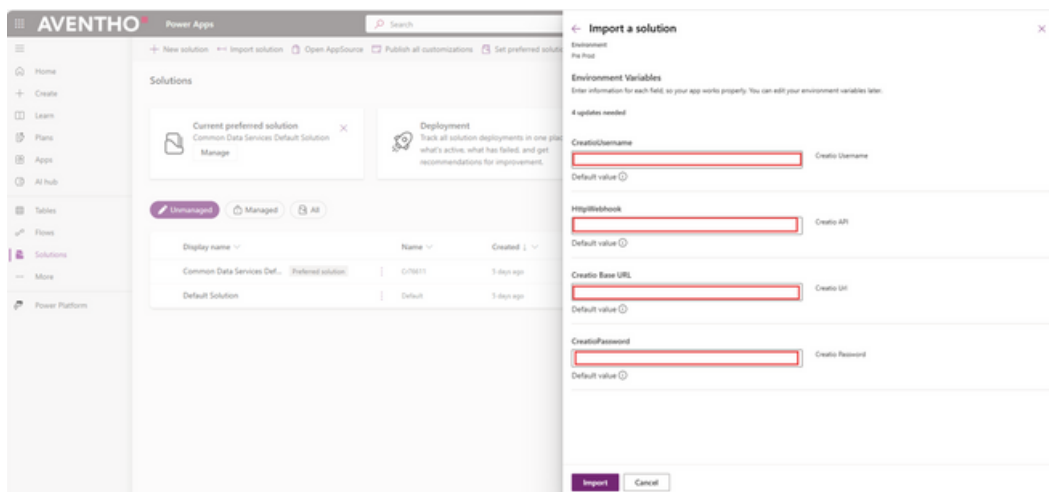 AVENTHO
Power Apps
Search
New solution
Import solution
Open AppSource
Publish all customizations
Set preferred solut
Home
Create
Learn
Plans
Apps
AI hub
Tables
Flows
Solutions
More
Power Platform
Solutions
Current preferred solution
Common Data Services Default Solution
Manage
Deployment
Track all solution deployments in one plac
what's active, what has failed, and get
recommendations for improvement.
Unmanaged
Managed
All
Display name
Name
Created
Common Data Services Def...
Preferred solution
5 days ago
Default Solution
Default
5 days ago
Import a solution
Environment
Pre Prod
Environment Variables
Enter information for each field, so your app works properly. You can edit your environment variables later.
4 updates needed
CreatioUsername
Creatio Username
Default value
HttpWebhook
Creatio API
Default value
Creatio Base URL
Creatio Url
Default value
CreatioPassword
Creatio Password
Default value
Import
Cancel